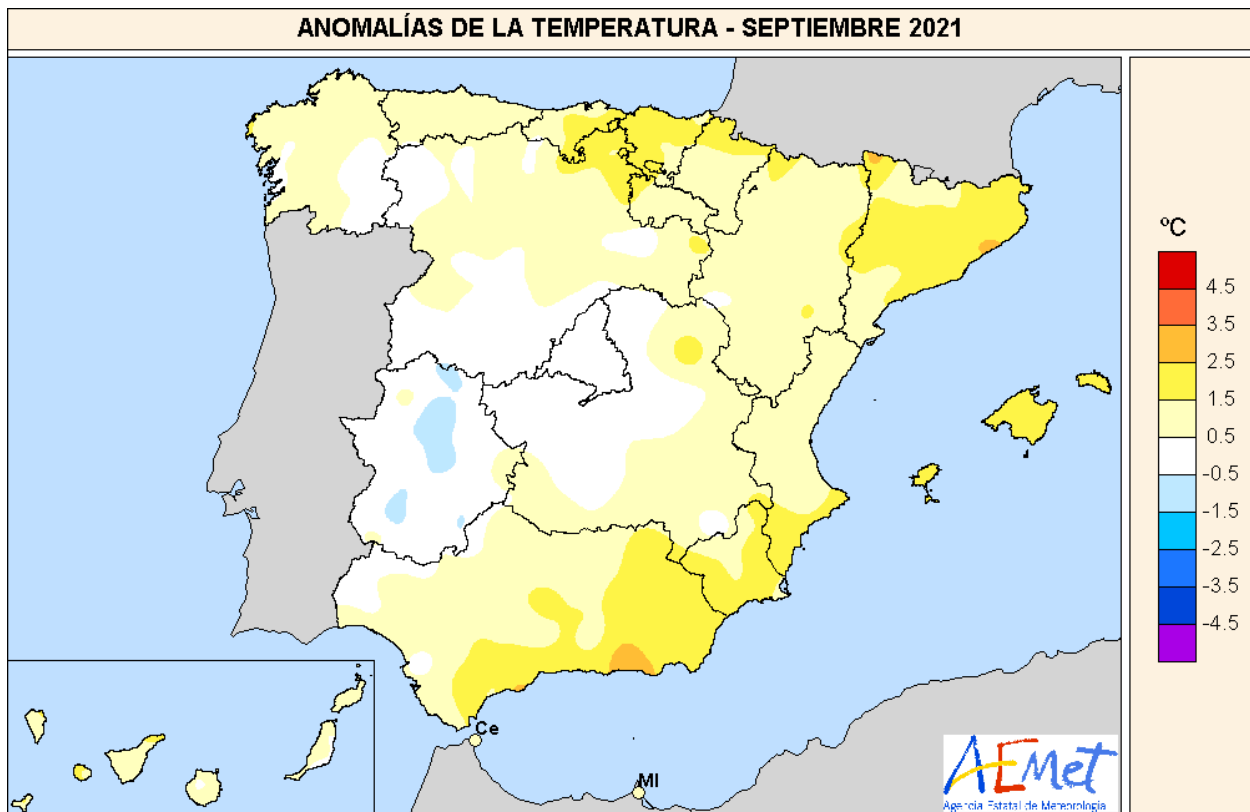 ANOMALÍAS DE LA TEMPERATURA - SEPTIEMBRE 2021
ºC
4.5
3.5
2.5
1.5
0.5
-0.5
-1.5
-2.5
-3.5
-4.5
Ce
Ml
AEMet
Agencia Estatal de Meteorología